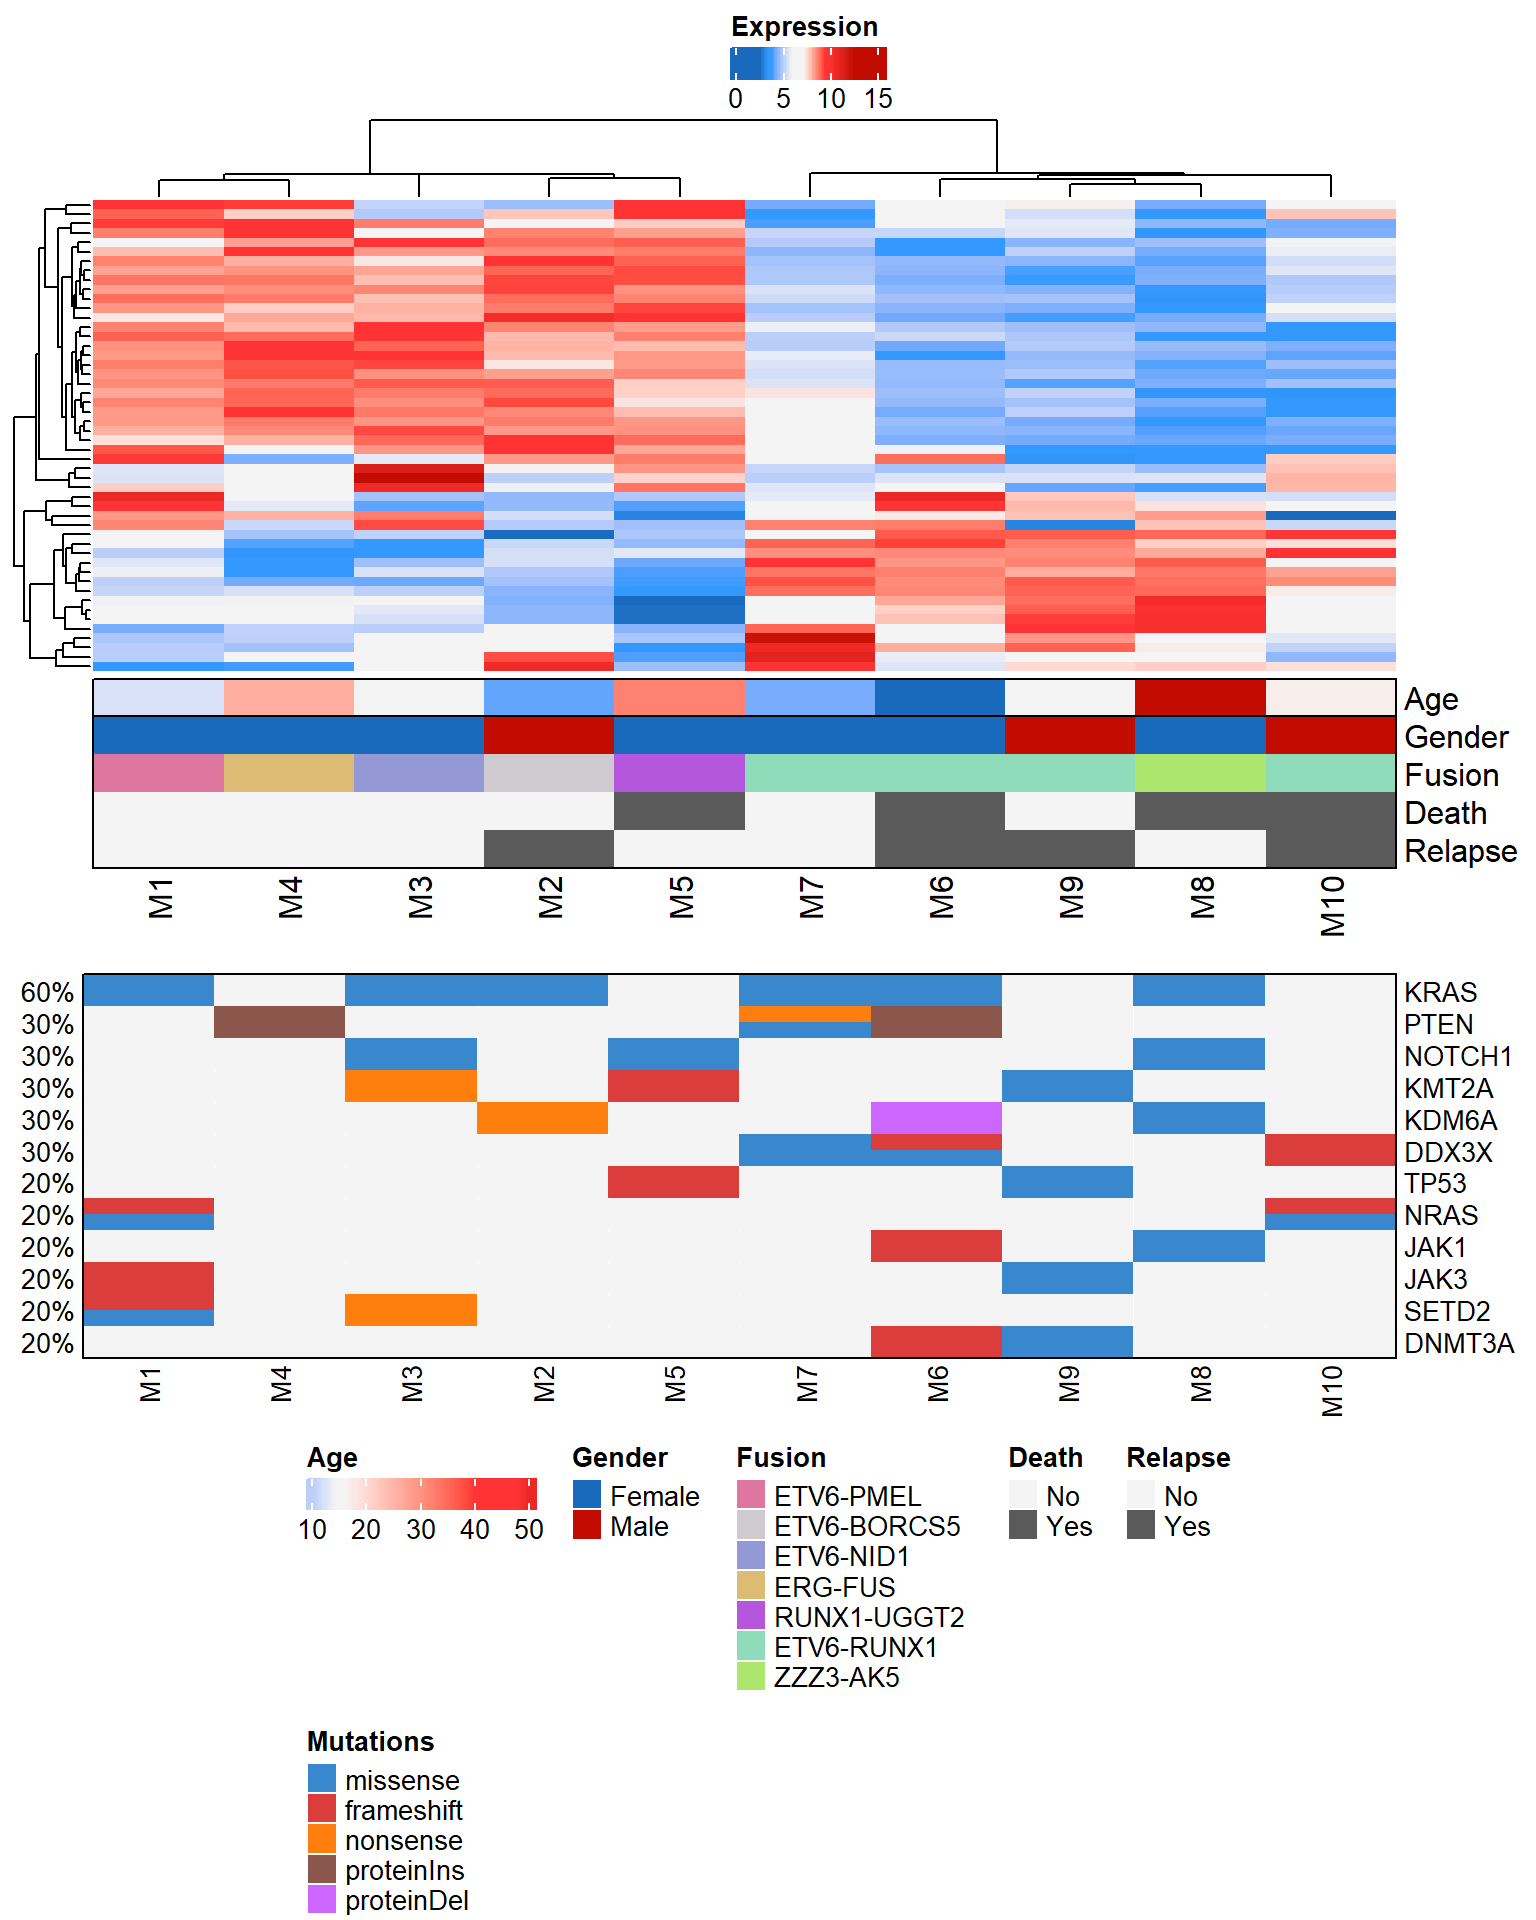 Expression
0 5 10 15
Age
Gender
Fusion
Death
Relapse
M1 M4 M3 M2 M5 M7 M6 M9 M8 M10
60% KRAS
30% PTEN
30% NOTCH1
30% KMT2A
30% KDM6A
30% DDX3X
20% TP53
20% NRAS
20% JAK1
20% JAK3
20% SETD2
20% DNMT3A
M1 M4 M3 M2 M5 M7 M6 M9 M8 M10
Age
10 20 30 40 50
Gender
Female
Male
Fusion
ETV6-PMEL
ETV6-BORCS5
ETV6-NID1
ERG-FUS
RUNX1-UGGT2
ETV6-RUNX1
ZZZ3-AK5
Death
No
Yes
Relapse
No
Yes
Mutations
missense
frameshift
nonsense
proteinIns
proteinDel